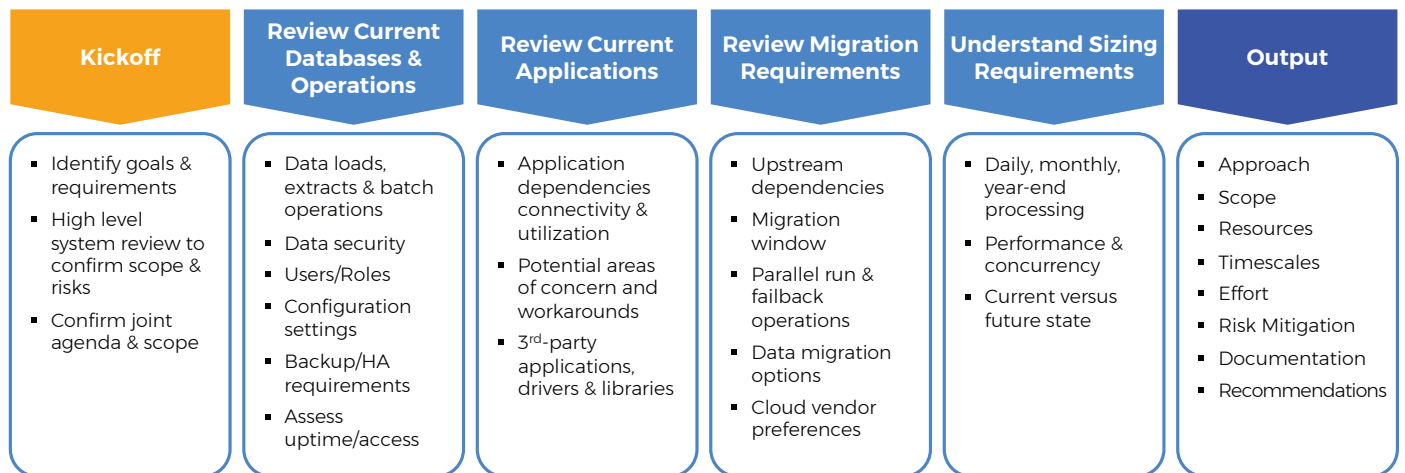 Kickoff
Review Current
Databases &
Operations
Review Current
Applications
Review Migration
Requirements
Understand Sizing
Requirements
Output
▪ Identify goals &
requirements
▪ High level
system review to
confirm scope &
risks
▪ Confirm joint
agenda & scope
▪ Data loads,
extracts & batch
operations
▪ Data security
▪ Users/Roles
▪ Configuration
settings
▪ Backup/HA
requirements
▪ Assess
uptime/access
▪ Application
dependencies
connectivity &
utilization
▪ Potential areas
of concern and
workarounds
▪ 3rd-party
applications,
drivers & libraries
▪ Upstream
dependencies
▪ Migration
window
▪ Parallel run &
failback
operations
▪ Data migration
options
▪ Cloud vendor
preferences
▪ Daily, monthly,
year-end
processing
▪ Performance &
concurrency
▪ Current versus
future state
▪ Approach
▪ Scope
▪ Resources
▪ Timescales
▪ Effort
▪ Risk Mitigation
▪ Documentation
▪ Recommendations